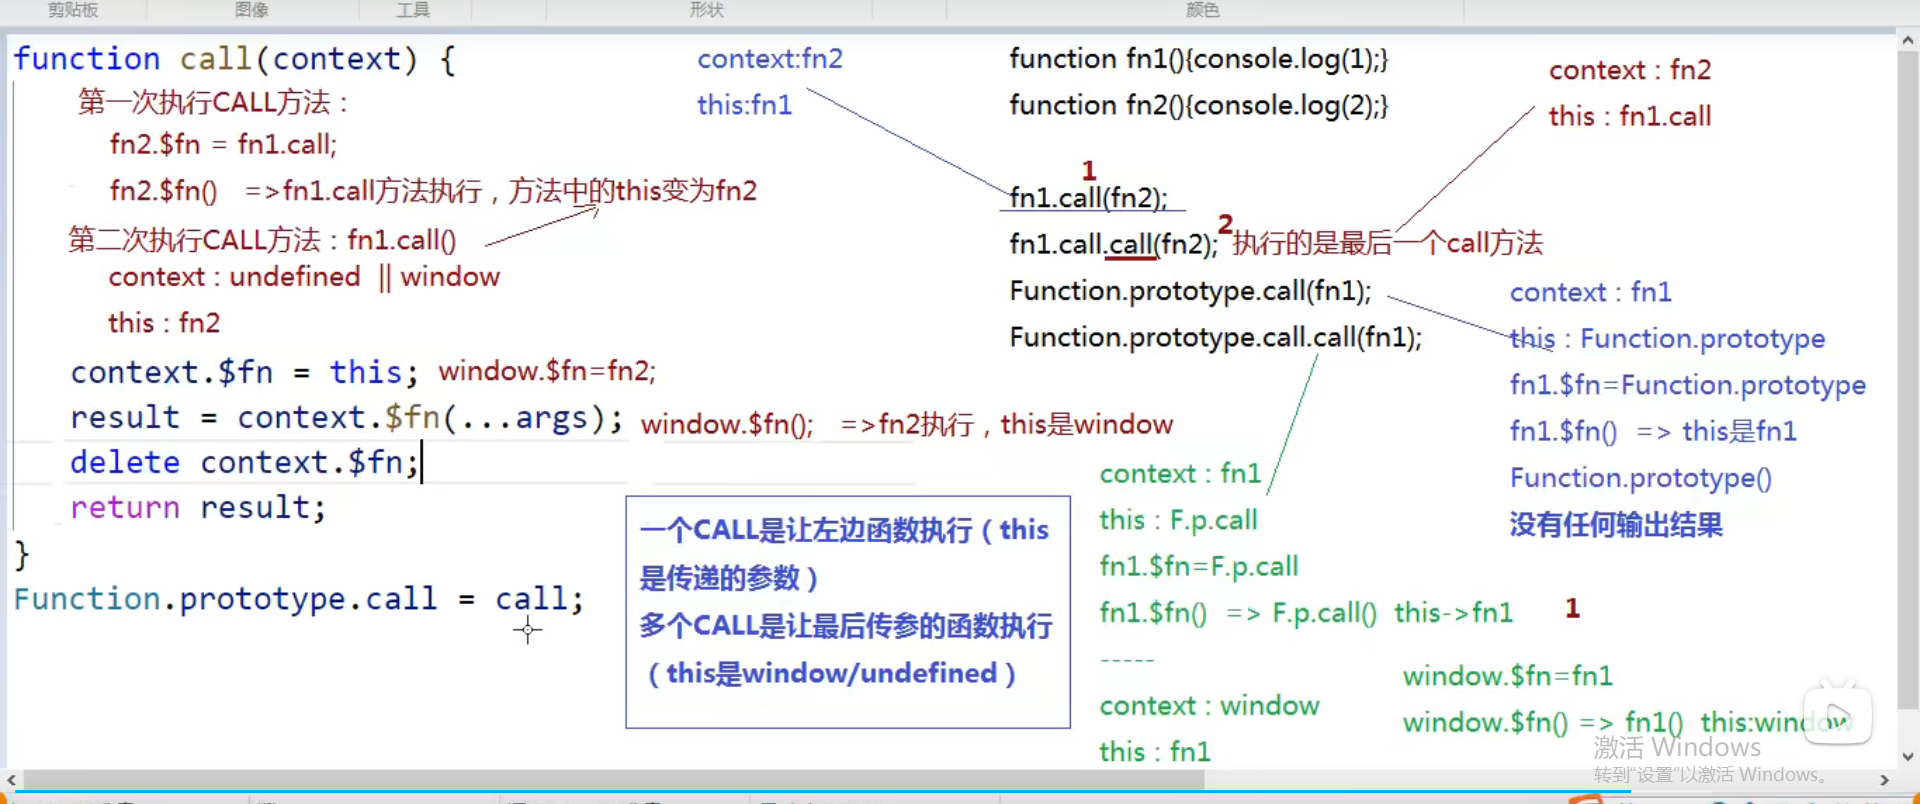 剪贴板 图像 工具 形状 颜色
function call(context) {
第一次执行CALL方法：
fn2.$fn = fn1.call;
fn2.$fn() =>fn1.call方法执行，方法中的this变为fn2
第二次执行CALL方法：fn1.call()
context : undefined || window
this : fn2
context.$fn = this; window.$fn=fn2;
result = context.$fn(...args); window.$fn(); =>fn2执行，this是window
delete context.$fn;
return result;
}
Function.prototype.call = call;
context:fn2
this:fn1
function fn1(){console.log(1);}
function fn2(){console.log(2);}
1
fn1.call(fn2);
fn1.call.call(fn2); 2 执行的是最后一个call方法
Function.prototype.call(fn1);
Function.prototype.call.call(fn1);
context : fn2
this : fn1.call
context : fn1
this : Function.prototype
fn1.$fn=Function.prototype
fn1.$fn() => this是fn1
Function.prototype()
没有任何输出结果
一个CALL是让左边函数执行（this
是传递的参数）
多个CALL是让最后传参的函数执行
（this是window/undefined）
context : fn1
this : F.p.call
fn1.$fn=F.p.call
fn1.$fn() => F.p.call() this->fn1 1
-----
context : window
this : fn1
window.$fn=fn1
window.$fn() => fn1() this:window
激活 Windows
转到"设置"以激活 Windows。